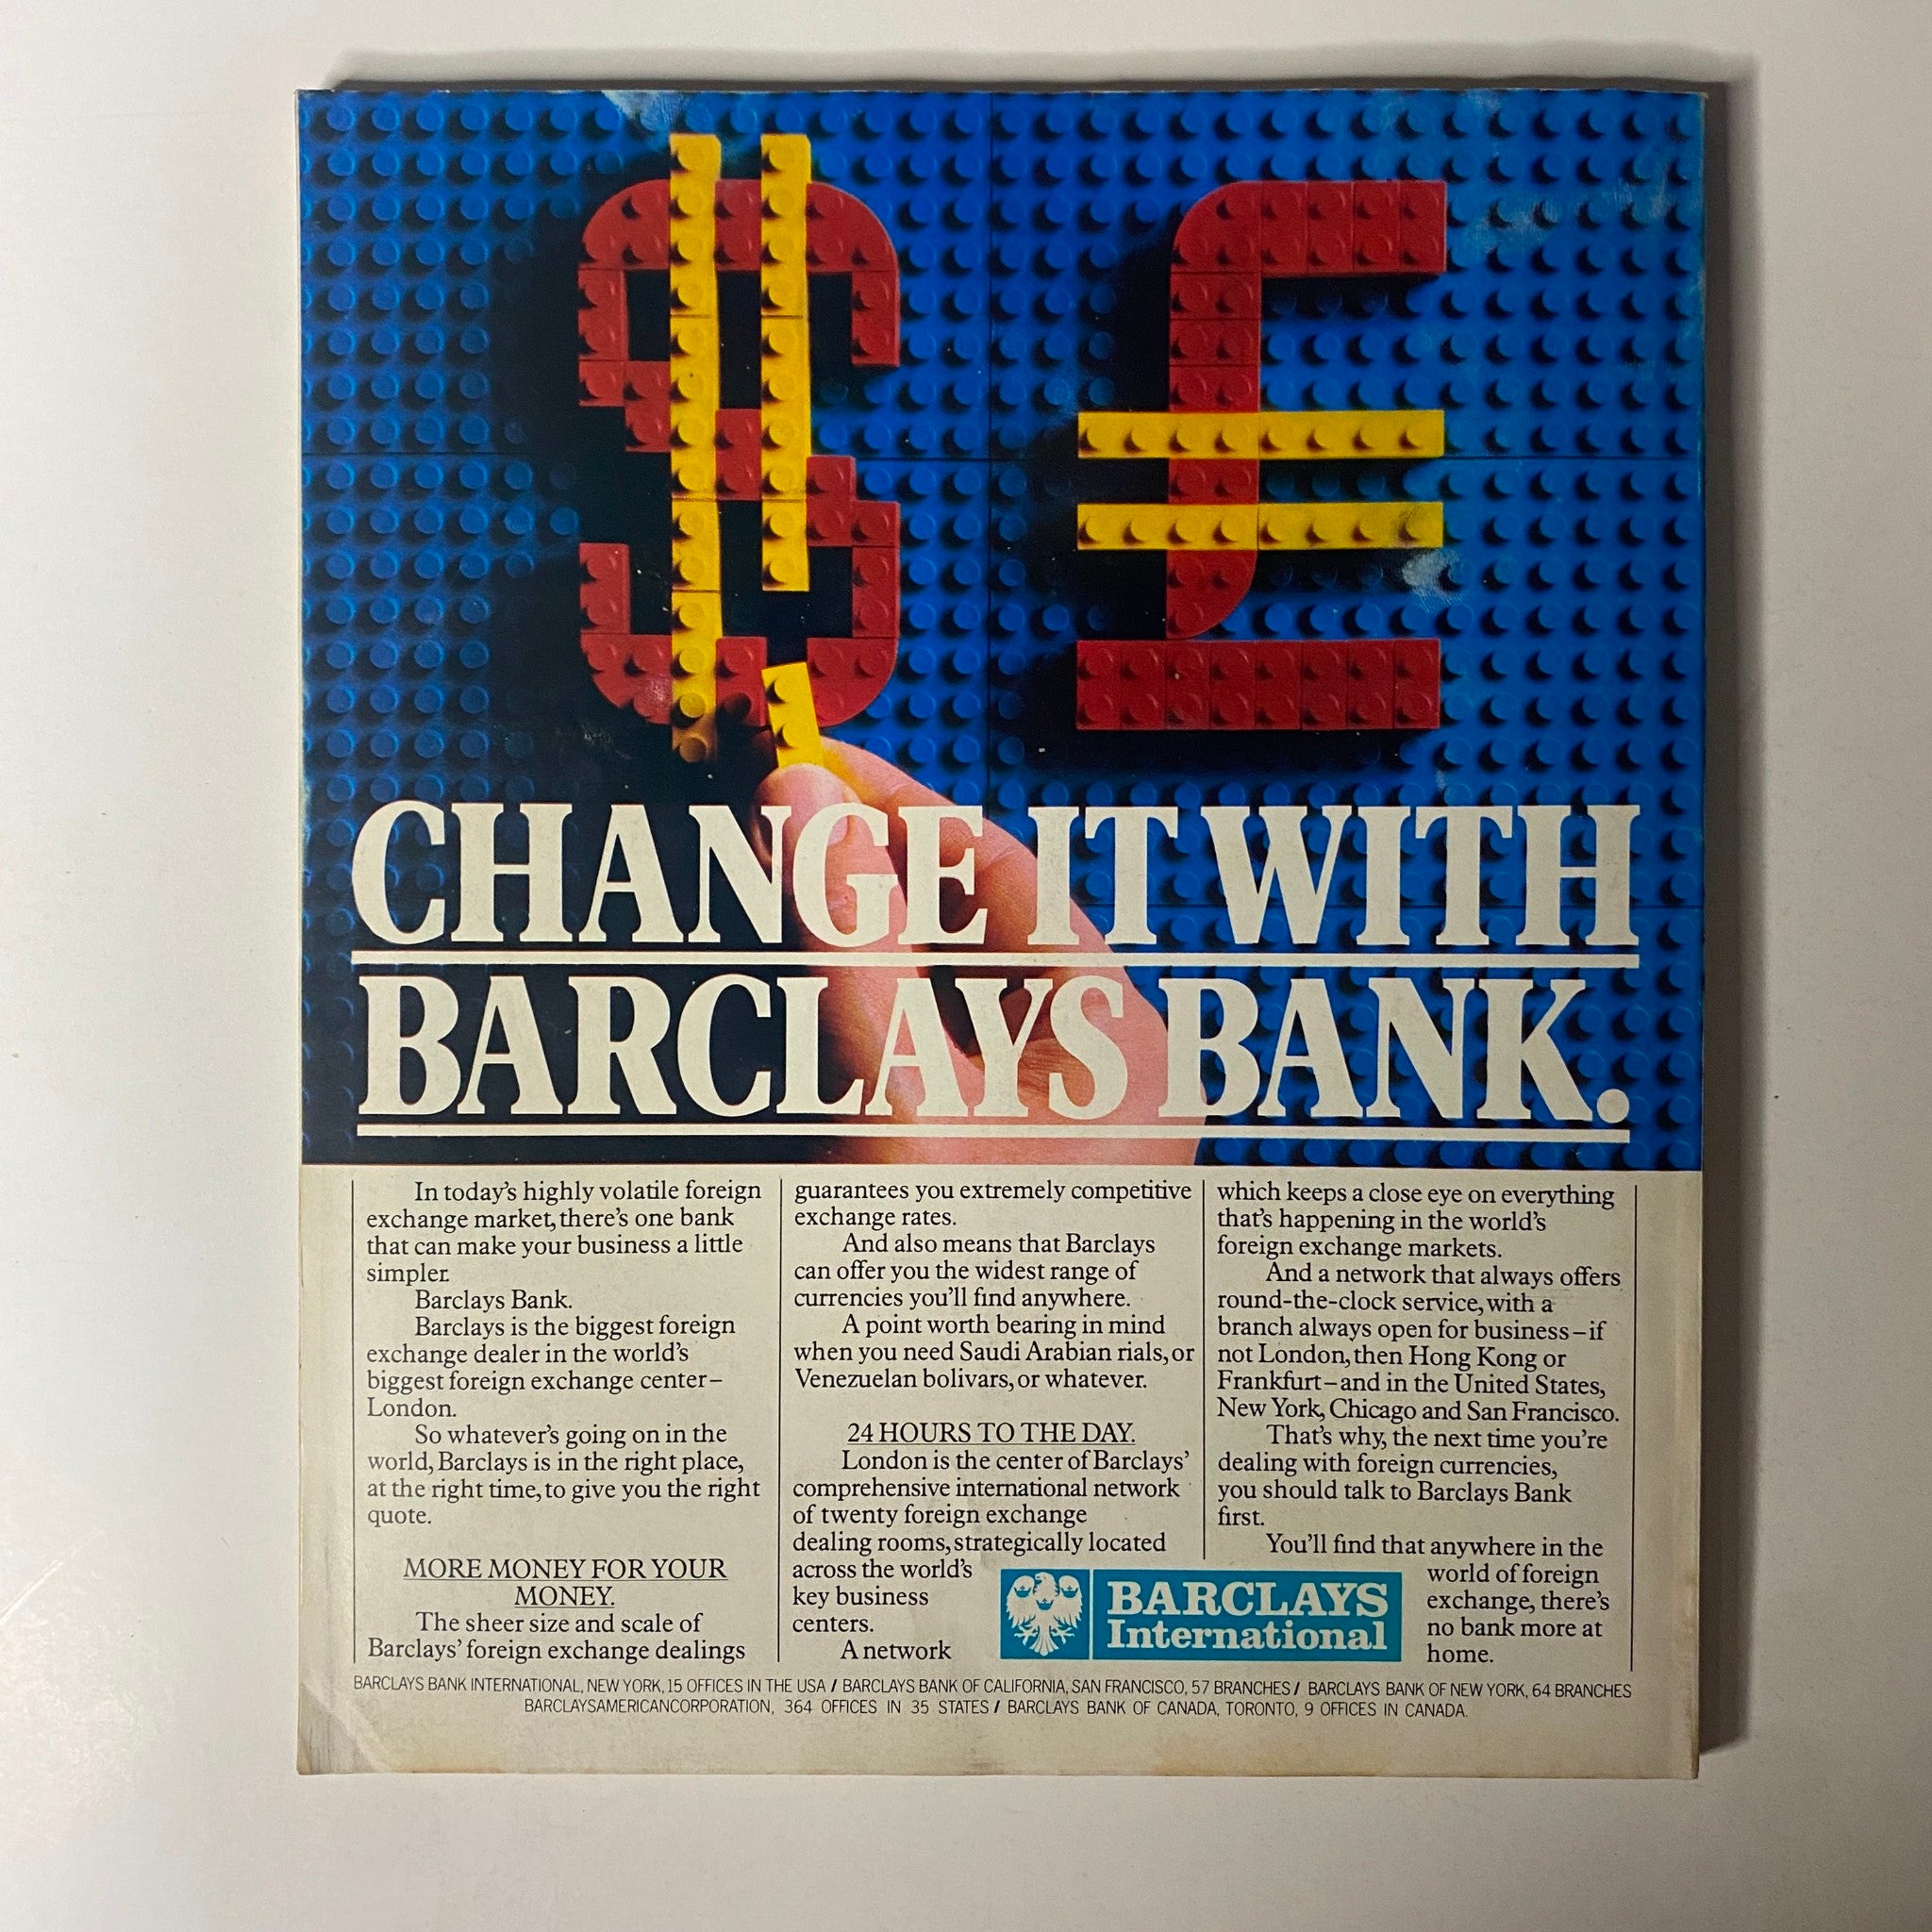 CHANGE IT WITH
BARCLAYS BANK.
In today's highly volatile foreign
exchange market, there's one bank
that can make your business a little
simpler.
Barclays Bank.
Barclays is the biggest foreign
exchange dealer in the world's
biggest foreign exchange center–
London.
So whatever's going on in the
world, Barclays is in the right place,
at the right time, to give you the right
quote.
MORE MONEY FOR YOUR
MONEY.
The sheer size and scale of
Barclays' foreign exchange dealings
guarantees you extremely competitive
exchange rates.
And also means that Barclays
can offer you the widest range of
currencies you'll find anywhere.
A point worth bearing in mind
when you need Saudi Arabian rials, or
Venezuelan bolivars, or whatever.
24 HOURS TO THE DAY.
London is the center of Barclays'
comprehensive international network
of twenty foreign exchange
dealing rooms, strategically located
across the world's
key business
centers.
A network
which keeps a close eye on everything
that's happening in the world's
foreign exchange markets.
And a network that always offers
round-the-clock service, with a
branch always open for business–if
not London, then Hong Kong or
Frankfurt–and in the United States,
New York, Chicago and San Francisco.
That's why, the next time you're
dealing with foreign currencies,
you should talk to Barclays Bank
first.
You'll find that anywhere in the
world of foreign
exchange, there's
no bank more at
home.
BARCLAYS
International
BARCLAYS BANK INTERNATIONAL, NEW YORK, 15 OFFICES IN THE USA / BARCLAYS BANK OF CALIFORNIA, SAN FRANCISCO, 57 BRANCHES / BARCLAYS BANK OF NEW YORK, 64 BRANCHES
BARCLAYSAMERICANCORPORATION, 364 OFFICES IN 35 STATES / BARCLAYS BANK OF CANADA, TORONTO, 9 OFFICES IN CANADA.